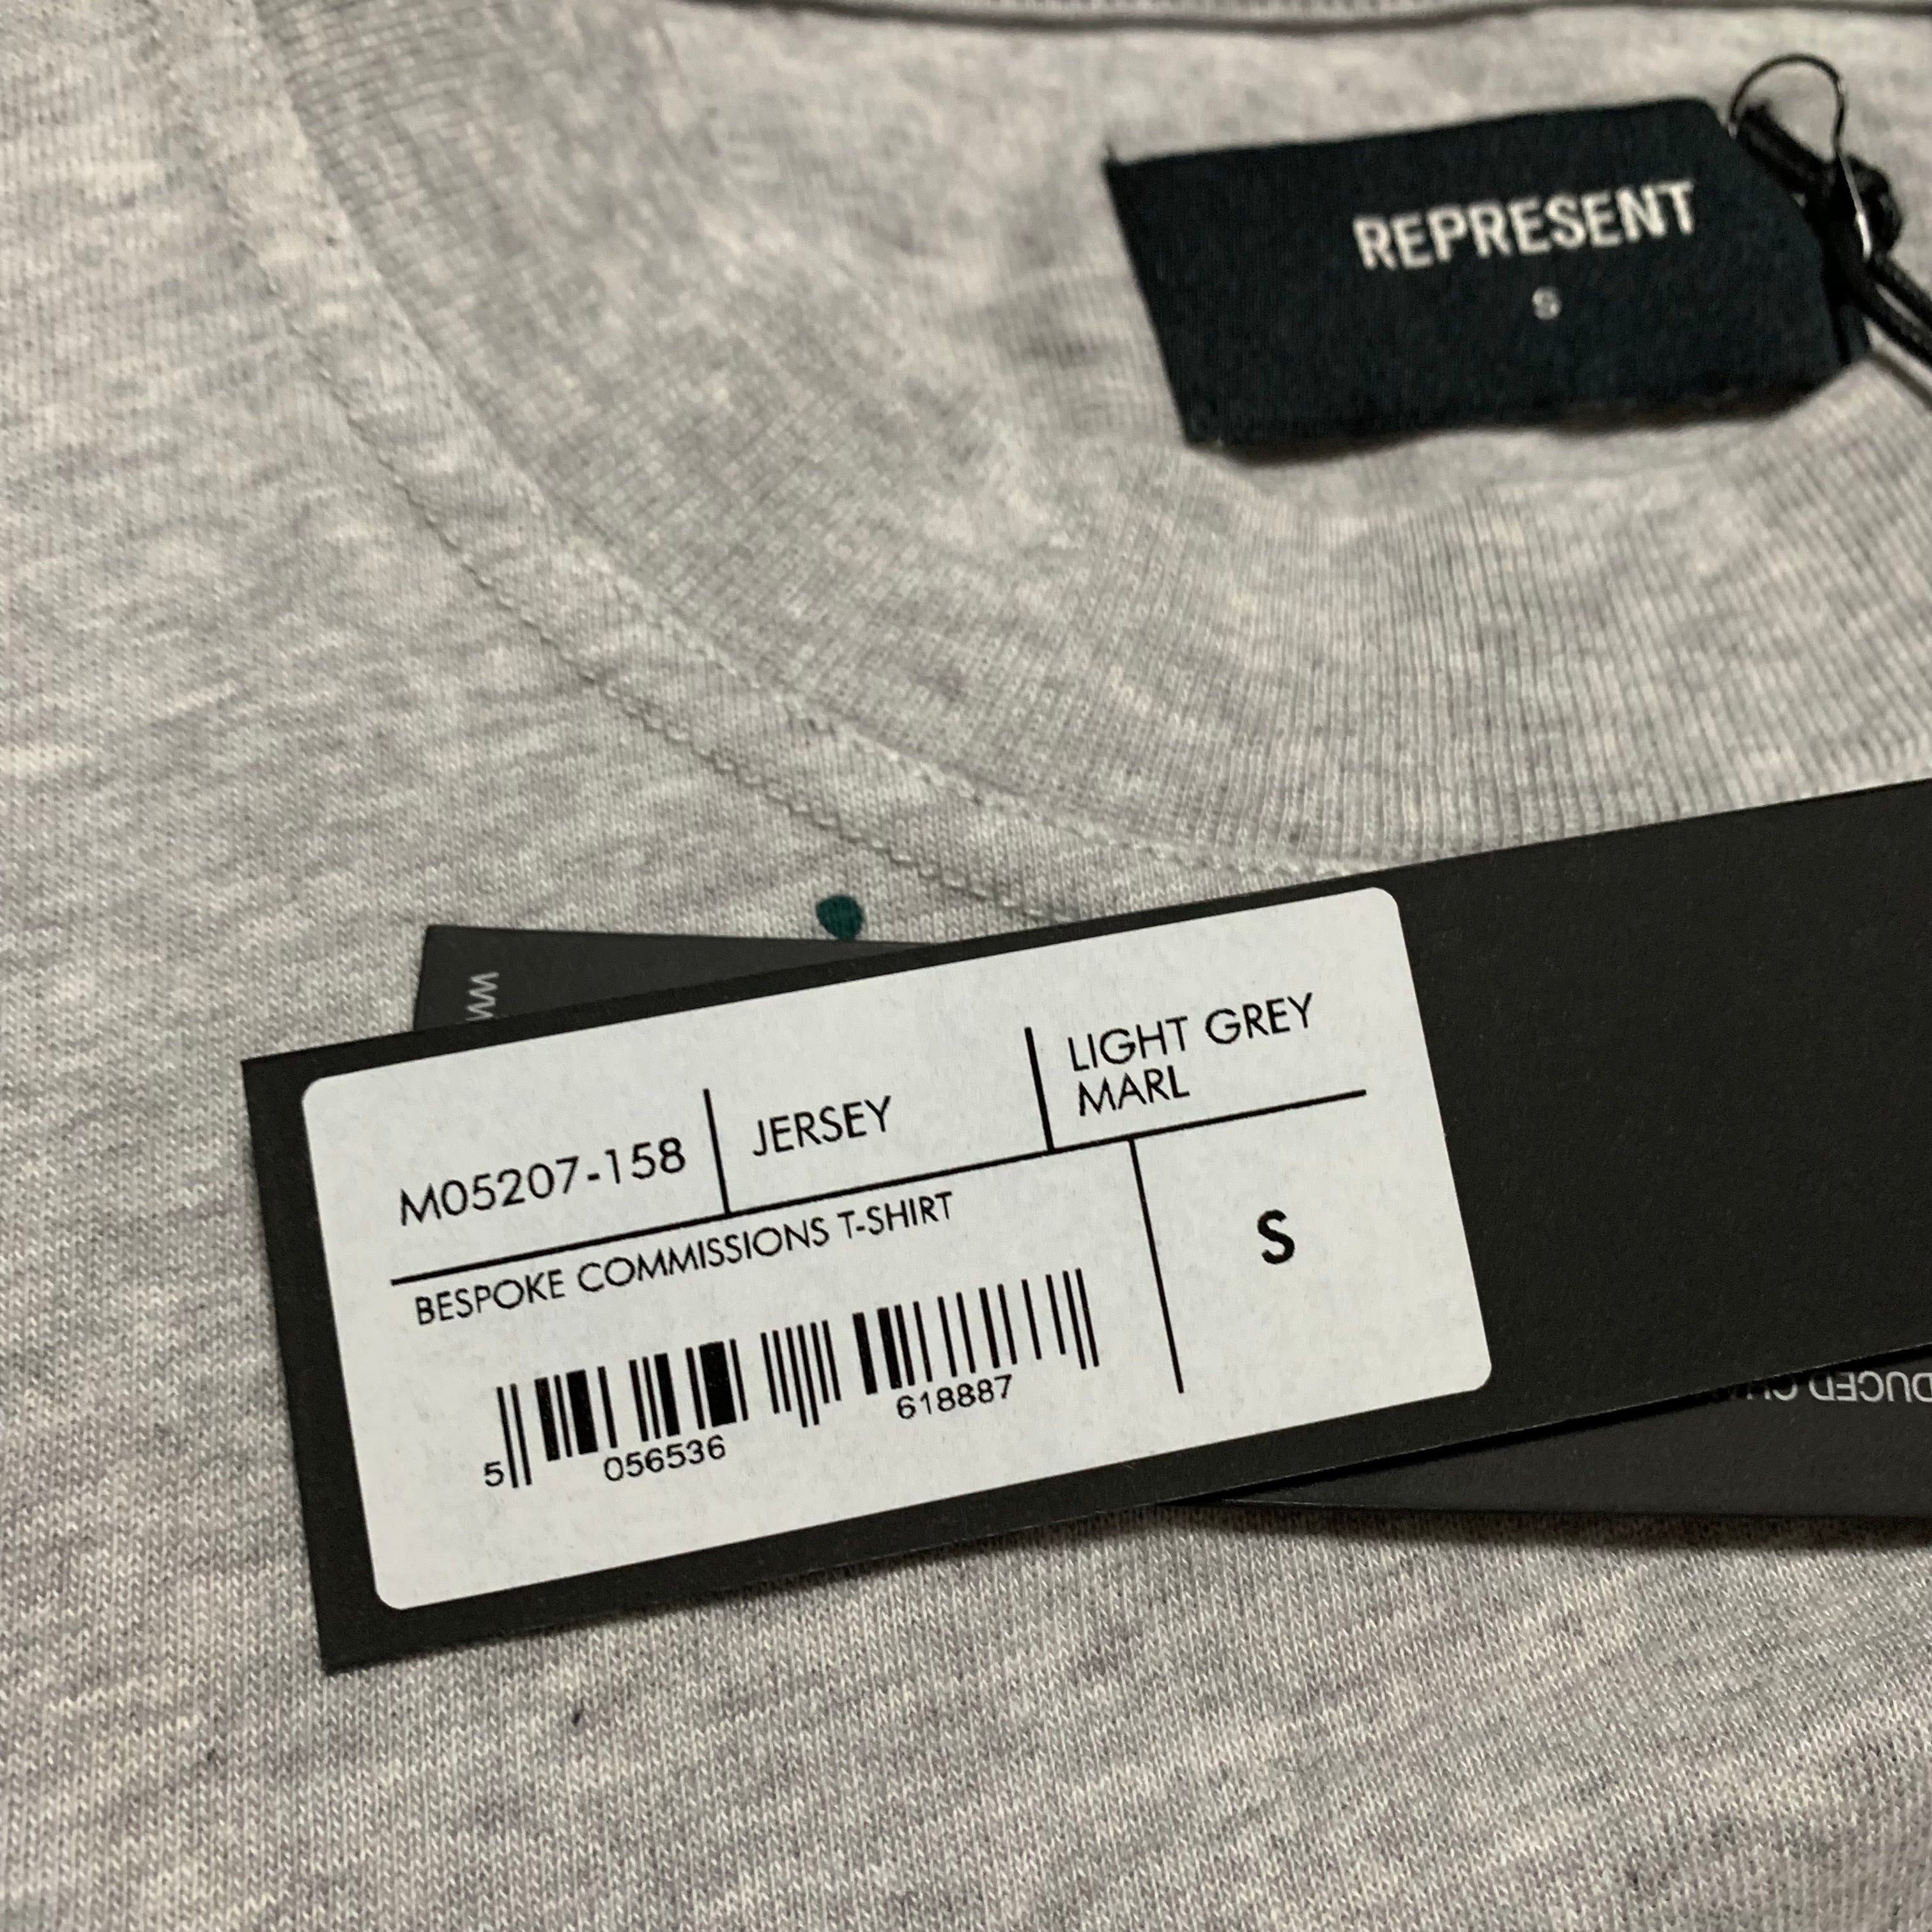 REPRESENT
S
M05207-158
JERSEY
LIGHT GREY
MARL
BESPOKE COMMISSIONS T-SHIRT
S
5 056536 618887